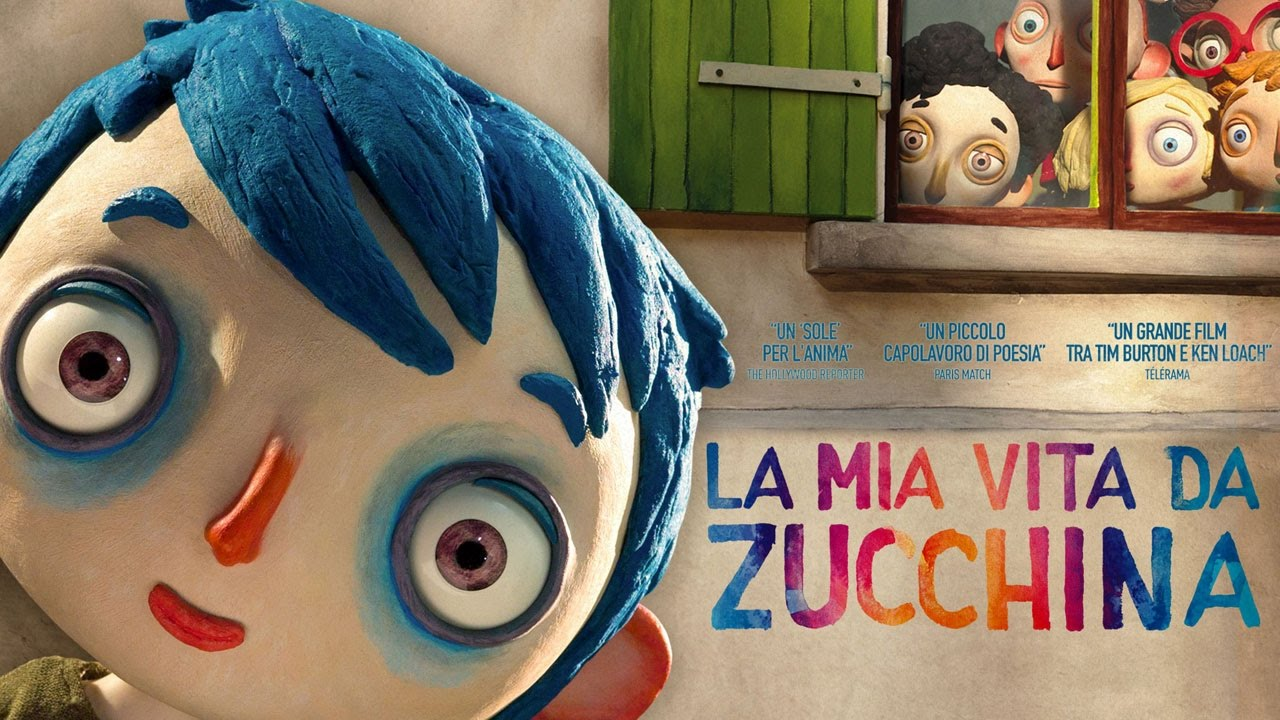 "UN 'SOLE'
PER L'ANIMA"
THE HOLLYWOOD REPORTER
"UN PICCOLO
CAPOLAVORO DI POESIA"
PARIS MATCH
"UN GRANDE FILM
TRA TIM BURTON E KEN LOACH"
TÉLÉRAMA
LA MIA VITA DA
ZUCCHINA